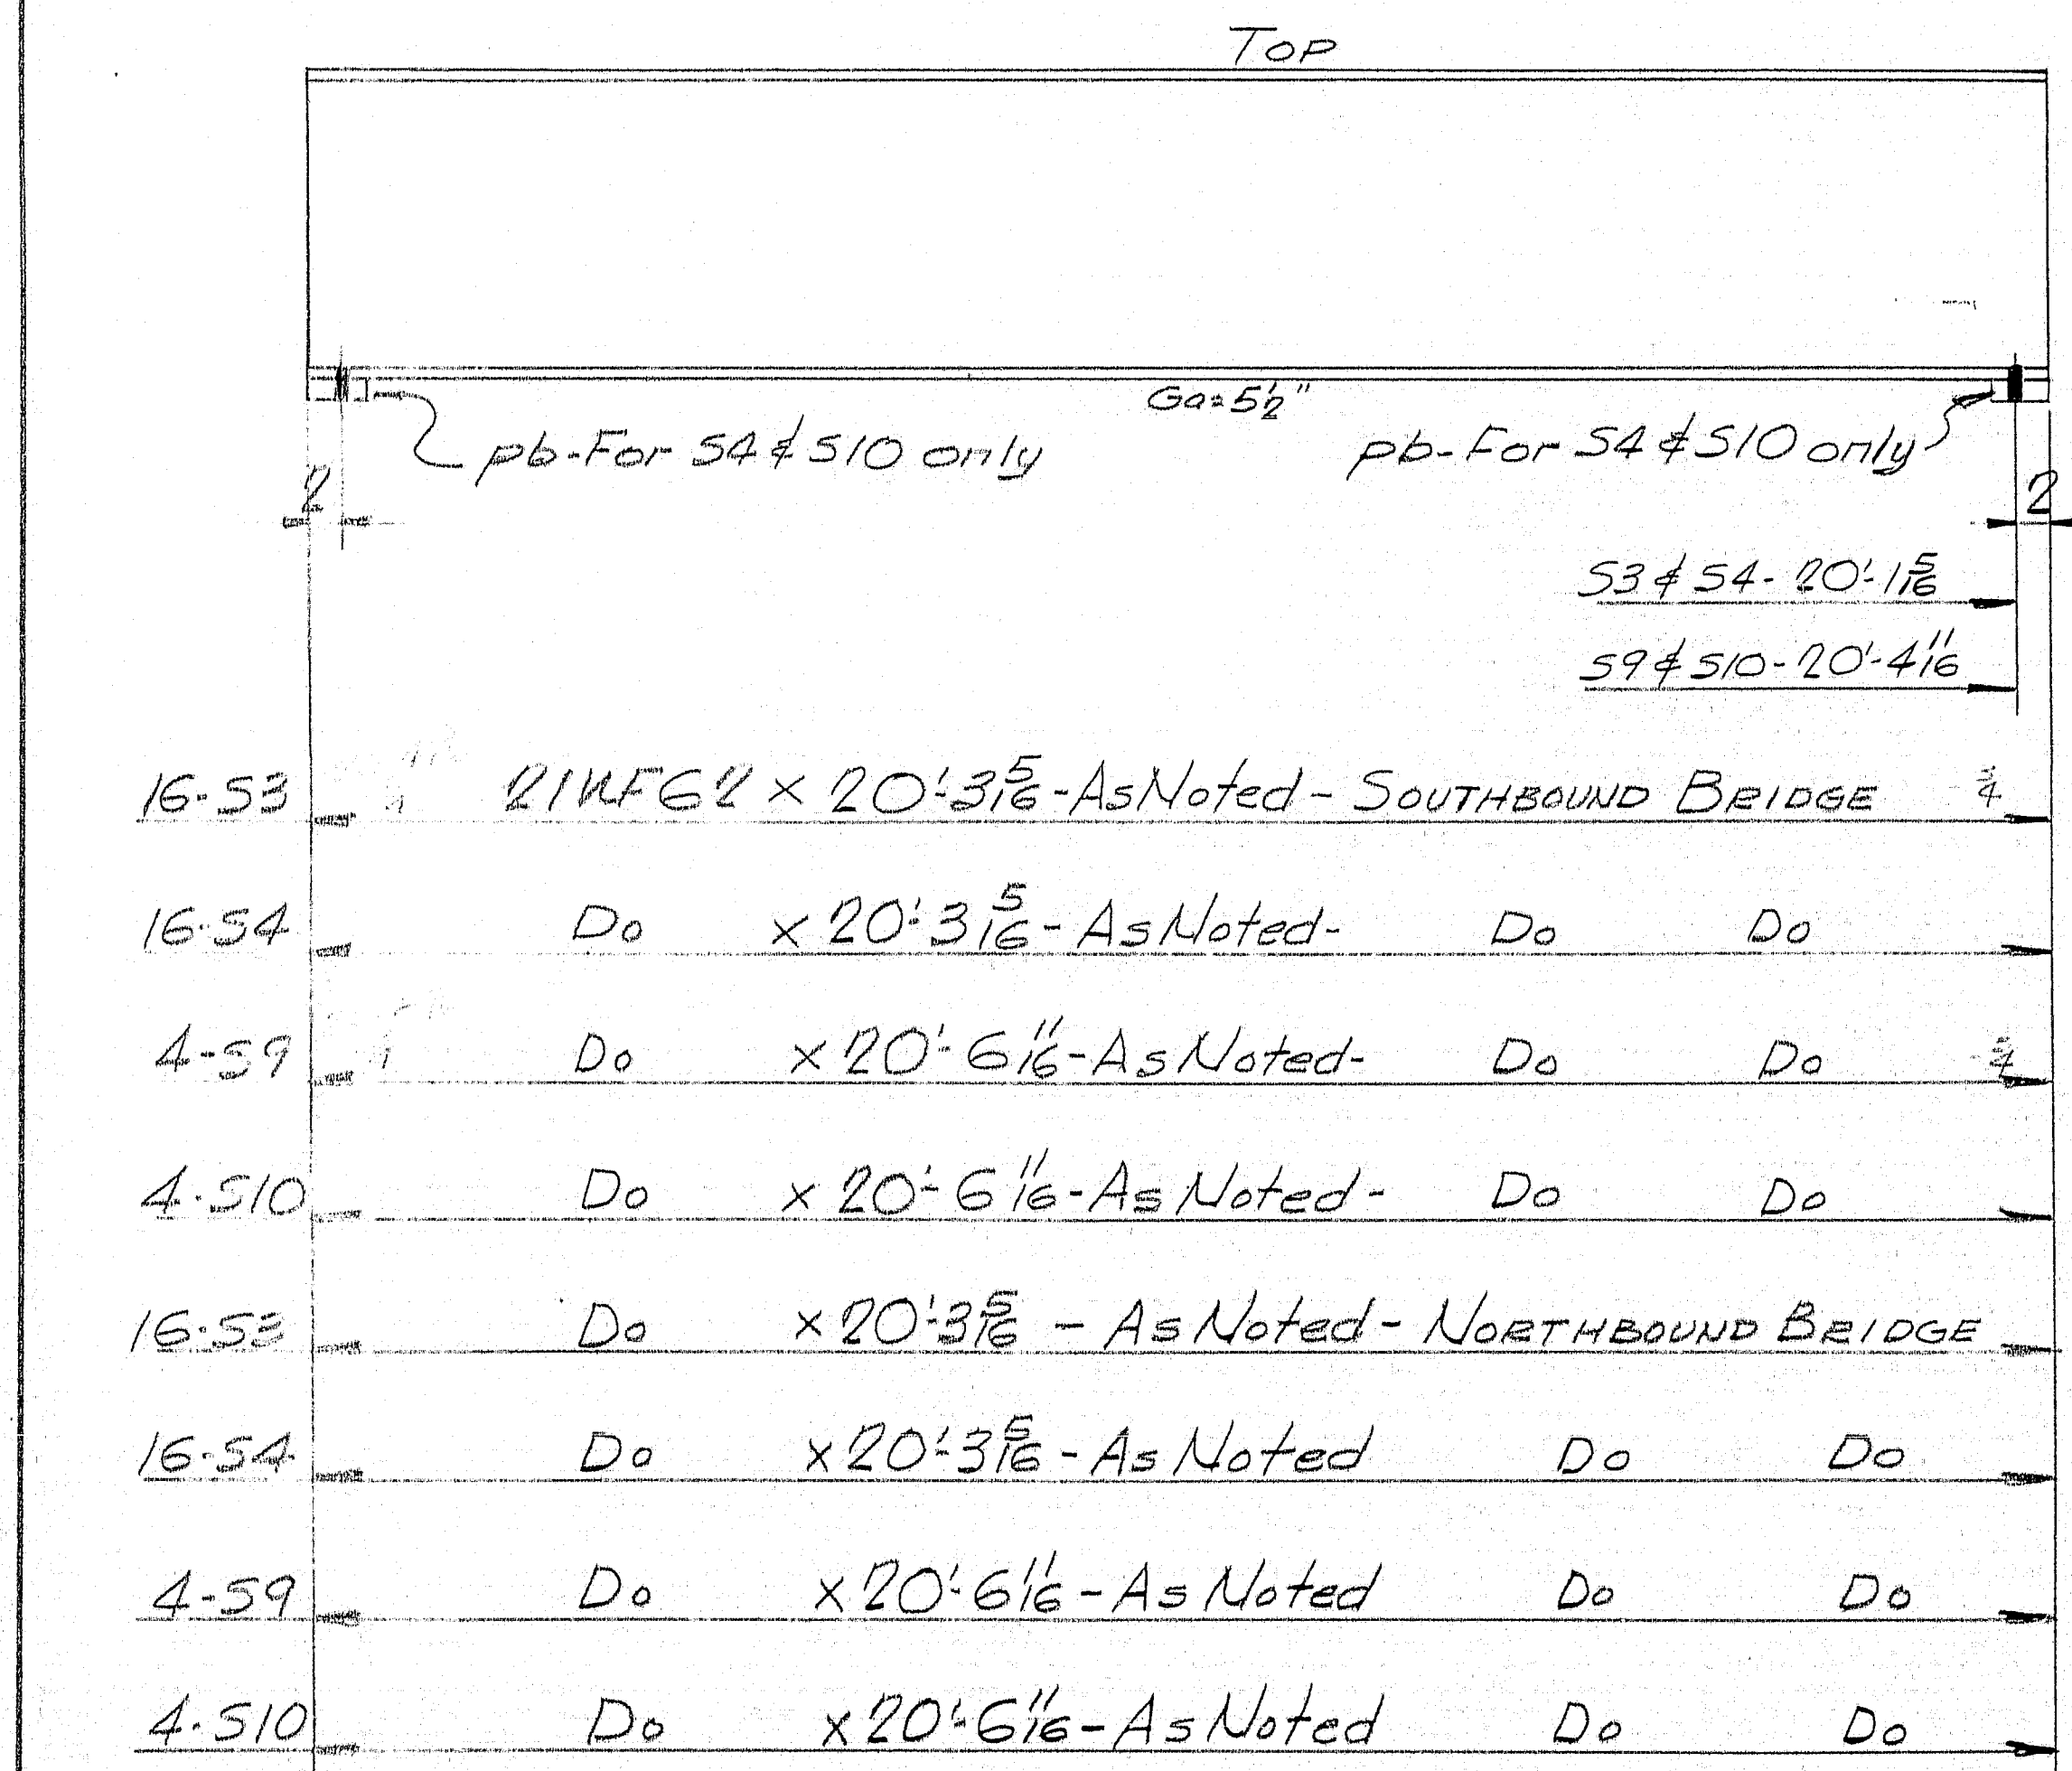 TOP
Ga=5½"
pb-For S4 & S10 only pb-For S4 & S10 only
2 2
S3 & S4- 20'-1 5/16
S9 & S10-20'-4 11/16
16-S3 21WF62 × 20'-3 5/16-As Noted- SOUTHBOUND BRIDGE 3/4
16-S4 Do × 20'-3 5/16- As Noted- Do Do
4-S9 Do × 20'-6 11/16-As Noted- Do Do 3/4
4-S10 Do × 20'-6 11/16-As Noted- Do Do
16-S3 Do × 20'-3 5/16 - As Noted- NORTHBOUND BRIDGE
16-S4 Do × 20'-3 5/16-As Noted Do Do
4-S9 Do × 20'-6 11/16-As Noted Do Do
4-S10 Do × 20'-6 11/16-As Noted Do Do